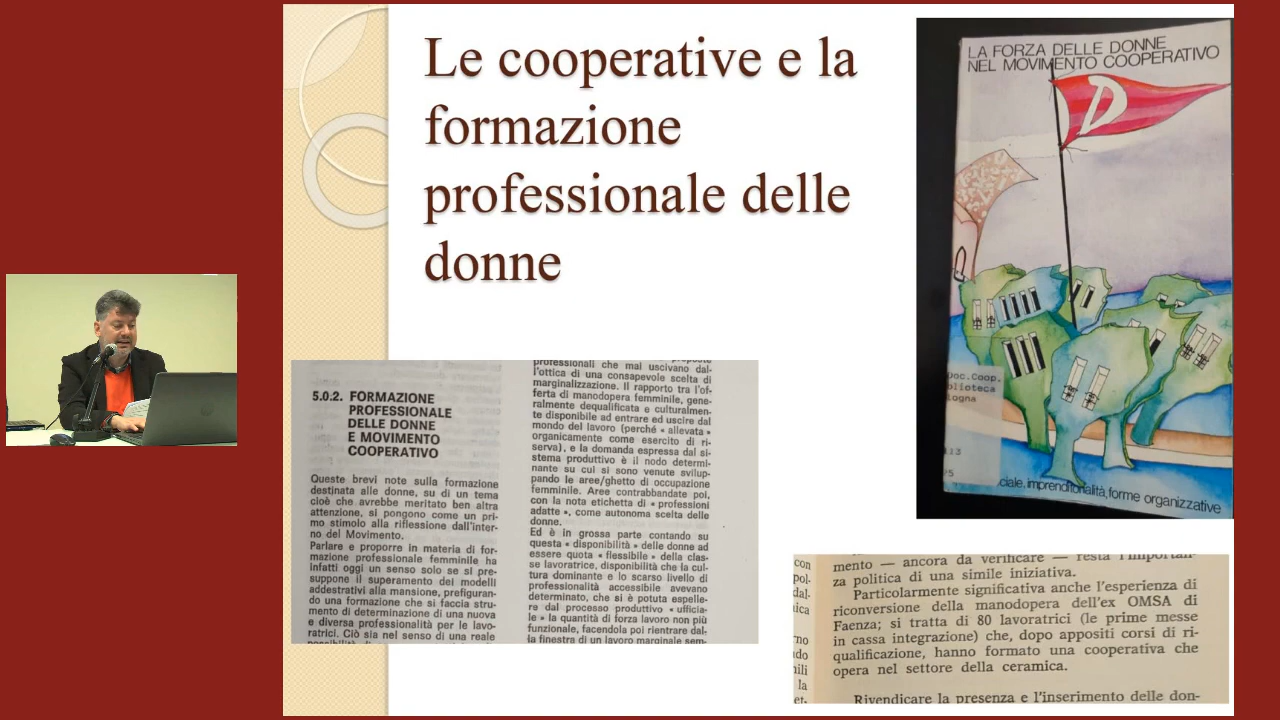 Le cooperative e la
formazione
professionale delle
donne
LA FORZA DELLE DONNE
NEL MOVIMENTO COOPERATIVO
D
Doc.Coop.
ciale, imprenditorialità, forme organizzative
5.0.2. FORMAZIONE
PROFESSIONALE
DELLE DONNE
E MOVIMENTO
COOPERATIVO
Queste brevi note sulla formazione
destinata alle donne, su di un tema
cioè che avrebbe meritato ben altra
attenzione, si pongono come un pri-
mo stimolo alla riflessione dall'inter-
no del Movimento.
Parlare e proporre in materia di for-
mazione professionale femminile ha
infatti oggi un senso solo se si pre-
suppone il superamento dei modelli
addestrativi alla mansione, prefiguran-
do una formazione che si faccia stru-
mento di determinazione di una nuova
e diversa professionalità per le lavo-
ratrici. Ciò sia nel senso di una reale
professionali che mal uscivano dal-
l'ottica di una consapevole scelta di
marginalizzazione. Il rapporto tra l'of-
ferta di manodopera femminile, gene-
ralmente dequalificata e culturalmen-
te disponibile ad entrare ed uscire dal
mondo del lavoro (perché « allevata »
organicamente come esercito di ri-
serva), e la domanda espressa dal si-
stema produttivo è il nodo determi-
nante su cui si sono venute svilup-
pando le aree/ghetto di occupazione
femminile. Aree contrabbandate poi,
con la nota etichetta di « professioni
adatte », come autonoma scelta delle
donne.
Ed è in grossa parte contando su
questa « disponibilità » delle donne ad
essere quota « flessibile » della clas-
se lavoratrice, disponibilità che la cul-
tura dominante e lo scarso livello di
professionalità accessibile avevano
determinato, che si è potuta espelle-
re dal processo produttivo « ufficia-
le » la quantità di forza lavoro non più
funzionale, facendola poi rientrare dal-
la finestra di un lavoro marginale sem-
mento — ancora da verificare — resta l'importan-
za politica di una simile iniziativa.
Particolarmente significativa anche l'esperienza di
riconversione della manodopera dell'ex OMSA di
Faenza; si tratta di 80 lavoratrici (le prime messe
in cassa integrazione) che, dopo appositi corsi di ri-
qualificazione, hanno formato una cooperativa che
opera nel settore della ceramica.
Rivendicare la presenza e l'inserimento delle don-